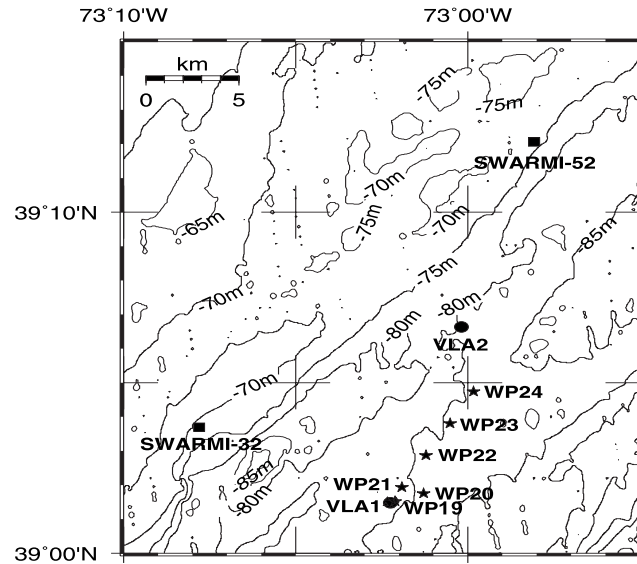 73°10'W
73°00'W
km
0
5
-75m
-75m
SWARMI-52
-70m
39°10'N
-65m
-75m
-70m
-85m
-75m
-70m
-80m
-80m
VLA2
-70m
WP24
WP23
SWARMI-32
WP22
-85m
WP21
-80m
WP20
VLA1
WP19
39°00'N